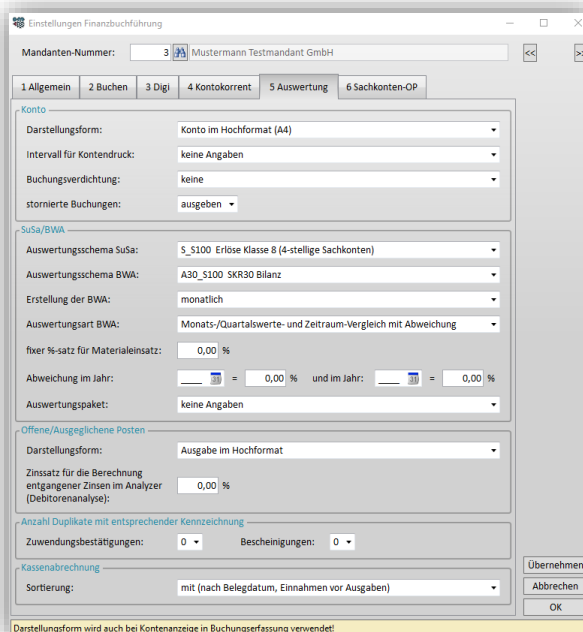 Einstellungen Finanzbuchführung
Mandanten-Nummer: 3 Mustermann Testmandant GmbH << >>
1 Allgemein 2 Buchen 3 Digi 4 Kontokorrent 5 Auswertung 6 Sachkonten-OP
Konto
Darstellungsform: Konto im Hochformat (A4)
Intervall für Kontendruck: keine Angaben
Buchungsverdichtung: keine
stornierte Buchungen: ausgeben
SuSa/BWA
Auswertungsschema SuSa: S_S100 Erlöse Klasse 8 (4-stellige Sachkonten)
Auswertungsschema BWA: A30_S100 SKR30 Bilanz
Erstellung der BWA: monatlich
Auswertungsart BWA: Monats-/Quartalswerte- und Zeitraum-Vergleich mit Abweichung
fixer %-satz für Materialeinsatz: 0,00 %
Abweichung im Jahr: ____ 31 = 0,00 % und im Jahr: ____ 31 = 0,00 %
Auswertungspaket: keine Angaben
Offene/Ausgeglichene Posten
Darstellungsform: Ausgabe im Hochformat
Zinssatz für die Berechnung
entgangener Zinsen im Analyzer 0,00 %
(Debitorenanalyse):
Anzahl Duplikate mit entsprechender Kennzeichnung
Zuwendungsbestätigungen: 0 Bescheinigungen: 0
Kassenabrechnung
Sortierung: mit (nach Belegdatum, Einnahmen vor Ausgaben)
Übernehmen
Abbrechen
OK
Darstellungsform wird auch bei Kontenanzeige in Buchungserfassung verwendet!